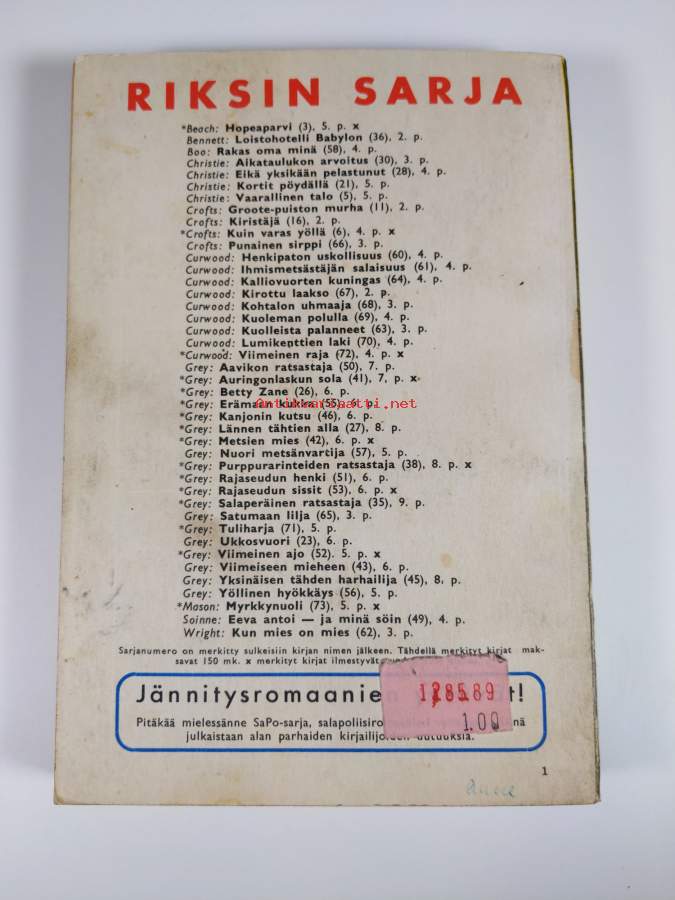 RIKSIN SARJA
*Beach: Hopeaparvi (3), 5. p. x
Bennett: Loistohotelli Babylon (36), 2. p.
Boo: Rakas oma minä (58), 4. p.
Christie: Aikataulukon arvoitus (30), 3. p.
Christie: Eikä yksikään pelastunut (28), 4. p.
Christie: Kortit pöydällä (21), 5. p.
Christie: Vaarallinen talo (5), 5. p.
Crofts: Groote-puiston murha (11), 2. p.
Crofts: Kiristäjä (16), 2. p.
*Crofts: Kuin varas yöllä (6), 4. p. x
Crofts: Punainen sirppi (66), 3. p.
Curwood: Henkipaton uskollisuus (60), 4. p.
Curwood: Ihmismetsästäjän salaisuus (61), 4. p.
Curwood: Kalliovuorten kuningas (64), 4. p.
Curwood: Kirottu laakso (67), 2. p.
Curwood: Kohtalon uhmaaja (68), 3. p.
Curwood: Kuoleman polulla (69), 4. p.
Curwood: Kuolleista palanneet (63), 3. p.
Curwood: Lumikenttien laki (70), 4. p.
*Curwood: Viimeinen raja (72), 4. p. x
Grey: Aavikon ratsastaja (50), 7. p.
*Grey: Auringonlaskun sola (41), 7, p. x
*Grey: Betty Zane (26), 6. p.
*Grey: Erämaan kukka (55), 6. p.
Antikvariaatti.net
*Grey: Kanjonin kutsu (46), 6. p.
*Grey: Lännen tähtien alla (27), 8. p.
*Grey: Metsien mies (42), 6. p. x
Grey: Nuori metsänvartija (57), 5. p.
*Grey: Purppurarinteiden ratsastaja (38), 8. p. x
*Grey: Rajaseudun henki (51), 6. p.
*Grey: Rajaseudun sissit (53), 6. p. x
*Grey: Salaperäinen ratsastaja (35), 9. p.
Grey: Satumaan lilja (65), 3. p.
*Grey: Tuliharja (71), 5. p.
Grey: Ukkosvuori (23), 6. p.
*Grey: Viimeinen ajo (52). 5. p. x
Grey: Viimeiseen mieheen (43), 6. p.
Grey: Yksinäisen tähden harhailija (45), 8, p.
Grey: Yöllinen hyökkäys (56), 5. p.
*Mason: Myrkkynuoli (73), 5. p. x
Soinne: Eeva antoi — ja minä söin (49), 4. p.
Wright: Kun mies on mies (62), 3. p.
Sarjanumero on merkitty sulkeisiin kirjan nimen jälkeen. Tähdellä merkityt kirjat mak-
savat 150 mk. x merkityt kirjat ilmestyvät
Jännitysromaanien
Pitäkää mielessänne SaPo-sarja,
julkaistaan alan parhaiden kirjailijoiden uutuuksia.
1.00
1